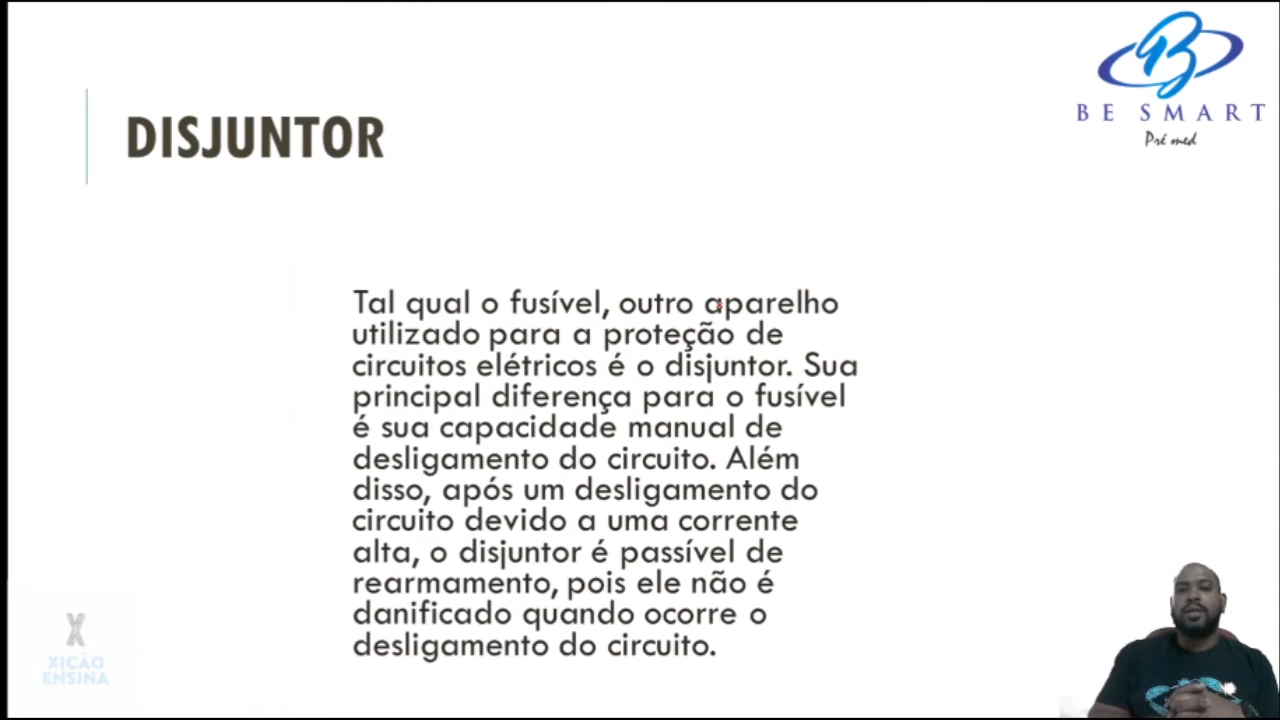 BE SMART
Pré med
DISJUNTOR
Tal qual o fusível, outro aparelho
utilizado para a proteção de
circuitos elétricos é o disjuntor. Sua
principal diferença para o fusível
é sua capacidade manual de
desligamento do circuito. Além
disso, após um desligamento do
circuito devido a uma corrente
alta, o disjuntor é passível de
rearmamento, pois ele não é
danificado quando ocorre o
desligamento do circuito.
XICÃO
ENSINA